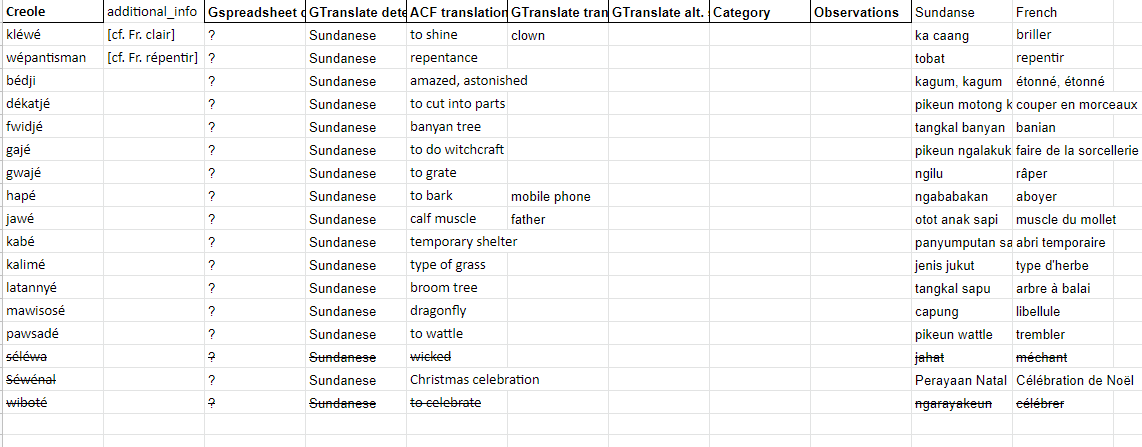 Creole additional_info Gspreadsheet GTranslate ACF translation GTranslate GTranslate alt. Category Observations Sundanse French
kléwé [cf. Fr. clair] ? Sundanese to shine clown ka caang briller
wépantisman [cf. Fr. répentir] ? Sundanese repentance tobat repentir
bédji ? Sundanese amazed, astonished kagum, kagum étonné, étonné
dékatjé ? Sundanese to cut into parts pikeun motong k couper en morceaux
fwidjé ? Sundanese banyan tree tangkal banyan banian
gajé ? Sundanese to do witchcraft pikeun ngalakuk faire de la sorcellerie
gwajé ? Sundanese to grate ngilu râper
hapé ? Sundanese to bark mobile phone ngababakan aboyer
jawé ? Sundanese calf muscle father otot anak sapi muscle du mollet
kabé ? Sundanese temporary shelter panyumputan sa abri temporaire
kalimé ? Sundanese type of grass jenis jukut type d'herbe
latannyé ? Sundanese broom tree tangkal sapu arbre à balai
mawisosé ? Sundanese dragonfly capung libellule
pawsadé ? Sundanese to wattle pikeun wattle trembler
séléwa ? Sundanese wicked jahat méchant
Séwénal ? Sundanese Christmas celebration Perayaan Natal Célébration de Noël
wiboté ? Sundanese to celebrate ngarayakeun célébrer